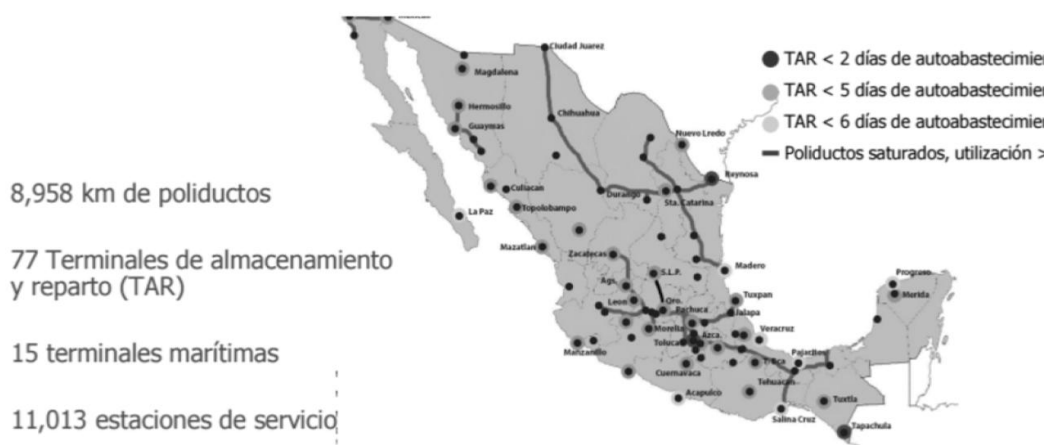 8,958 km de poliductos
77 Terminales de almacenamiento
y reparto (TAR)
15 terminales marítimas
11,013 estaciones de servicio
TAR < 2 días de autoabastecimien
TAR < 5 días de autoabastecimien
TAR < 6 días de autoabastecimien
Poliductos saturados, utilización >
Ciudad Juarez
Magdalena
Hermosillo
Guaymas
Chihuahua
Nuevo Lredo
Reynosa
Culiacan
Durango
Sta. Catarina
La Paz
Topolobampo
Mazatlan
Zacatecas
S.L.P.
Madero
Ags.
Progreso
Merida
Leon
Qro.
Pachuca
Tuxpan
Jalapa
Morelia
Azca.
Veracruz
Toluca
Manzanillo
Pajaritos
Cuernavaca
Tehuacan
Acapulco
Salina Cruz
Tuxtla
Tapachula